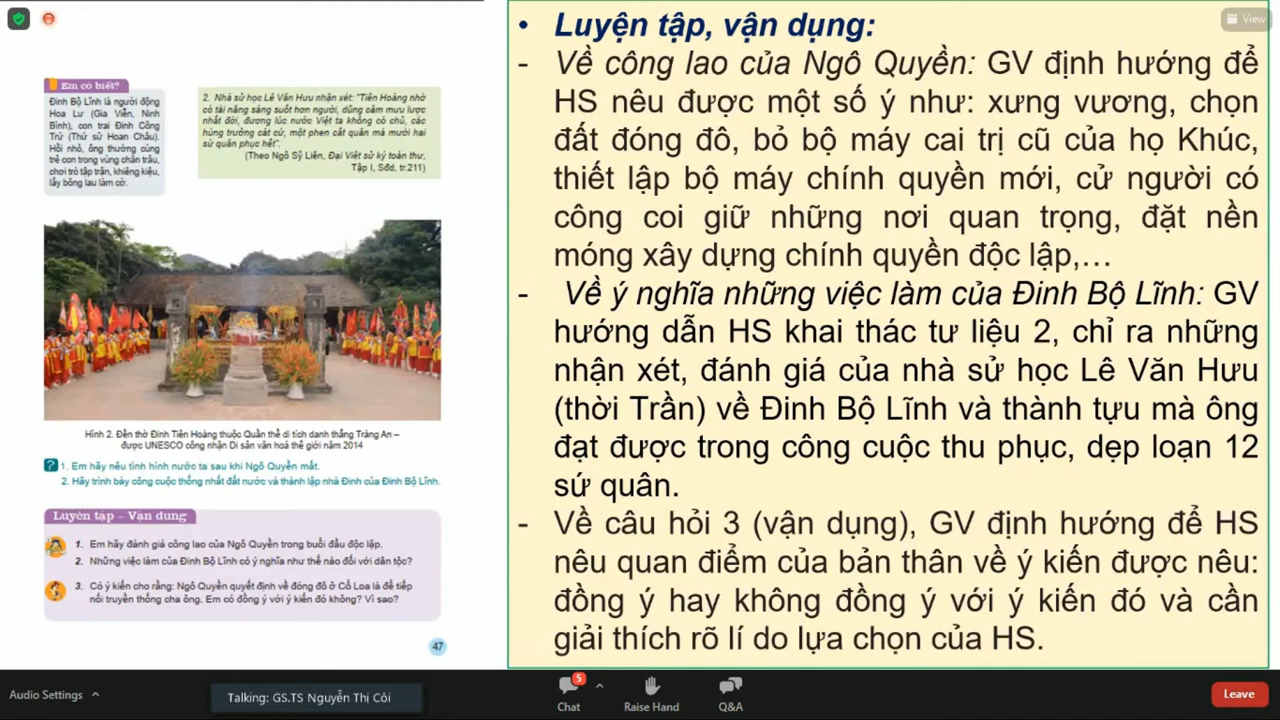 View
Em có biết?
Đinh Bộ Lĩnh là người động
Hoa Lư (Gia Viễn, Ninh
Bình), con trai Đinh Công
Trứ (Thứ sử Hoan Châu).
Hồi nhỏ, ông thường cùng
trẻ con trong vùng chăn trâu,
chơi trò tập trận, khiêng kiệu,
lấy bông lau làm cờ.
2. Nhà sử học Lê Văn Hưu nhận xét: "Tiên Hoàng nhờ
có tài năng sáng suốt hơn người, dũng cảm mưu lược
nhất đời, đương lúc nước Việt ta không có chủ, các
hùng trưởng cát cứ, một phen cất quân mà mười hai
sứ quân phục hết".
(Theo Ngô Sỹ Liên, Đại Việt sử ký toàn thư,
Tập I, Sđd, tr.211)
Hình 2. Đền thờ Đinh Tiên Hoàng thuộc Quần thể di tích danh thắng Tràng An –
được UNESCO công nhận Di sản văn hoá thế giới năm 2014
? 1. Em hãy nêu tình hình nước ta sau khi Ngô Quyền mất.
2. Hãy trình bày công cuộc thống nhất đất nước và thành lập nhà Đinh của Đinh Bộ Lĩnh.
Luyện tập – Vận dụng
1. Em hãy đánh giá công lao của Ngô Quyền trong buổi đầu độc lập.
2. Những việc làm của Đinh Bộ Lĩnh có ý nghĩa như thế nào đối với dân tộc?
3. Có ý kiến cho rằng: Ngô Quyền quyết định về đóng đô ở Cổ Loa là để tiếp
nối truyền thống cha ông. Em có đồng ý với ý kiến đó không? Vì sao?
47
• Luyện tập, vận dụng:
- Về công lao của Ngô Quyền: GV định hướng để
HS nêu được một số ý như: xưng vương, chọn
đất đóng đô, bỏ bộ máy cai trị cũ của họ Khúc,
thiết lập bộ máy chính quyền mới, cử người có
công coi giữ những nơi quan trọng, đặt nền
móng xây dựng chính quyền độc lập,...
- Về ý nghĩa những việc làm của Đinh Bộ Lĩnh: GV
hướng dẫn HS khai thác tư liệu 2, chỉ ra những
nhận xét, đánh giá của nhà sử học Lê Văn Hưu
(thời Trần) về Đinh Bộ Lĩnh và thành tựu mà ông
đạt được trong công cuộc thu phục, dẹp loạn 12
sứ quân.
- Về câu hỏi 3 (vận dụng), GV định hướng để HS
nêu quan điểm của bản thân về ý kiến được nêu:
đồng ý hay không đồng ý với ý kiến đó và cần
giải thích rõ lí do lựa chọn của HS.
Audio Settings
Talking: GS.TS Nguyễn Thị Côi
5
Chat
Raise Hand
Q&A
Leave